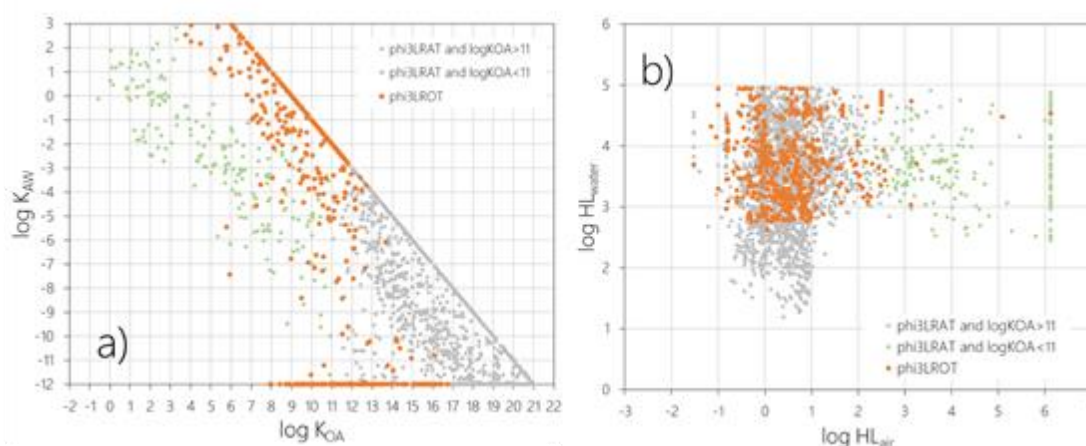 3
2
1
0
-1
-2
-3
-4
-5
-6
-7
-8
-9
-10
-11
-12
log K_AW
phi3LRAT and logKOA>11
phi3LRAT and logKOA<11
phi3LROT
a)
-2 -1 0 1 2 3 4 5 6 7 8 9 10 11 12 13 14 15 16 17 18 19 20 21 22
log K_OA
6
5
4
3
2
1
0
log HL_water
b)
phi3LRAT and logKOA>11
phi3LRAT and logKOA<11
phi3LROT
-3 -2 -1 0 1 2 3 4 5 6
log HL_air